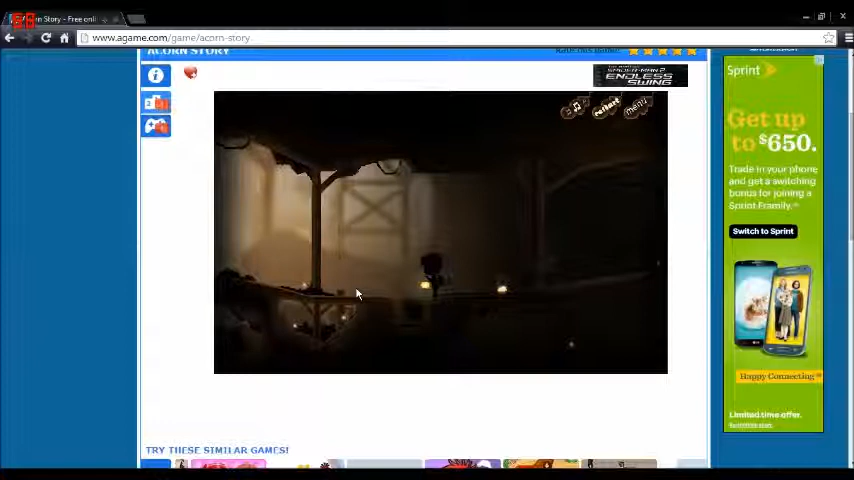 Acorn Story - Free onli
www.agame.com/game/acorn-story
ACORN STORY
Rate this Game!
SPIDER-MAN 2
ENDLESS
SWING
restart
menu
Sprint
Get up
to $650.
Trade in your phone
and get a switching
bonus for joining a
Sprint Framily.
Switch to Sprint
Happy Connecting
Limited time offer.
TRY THESE SIMILAR GAMES!